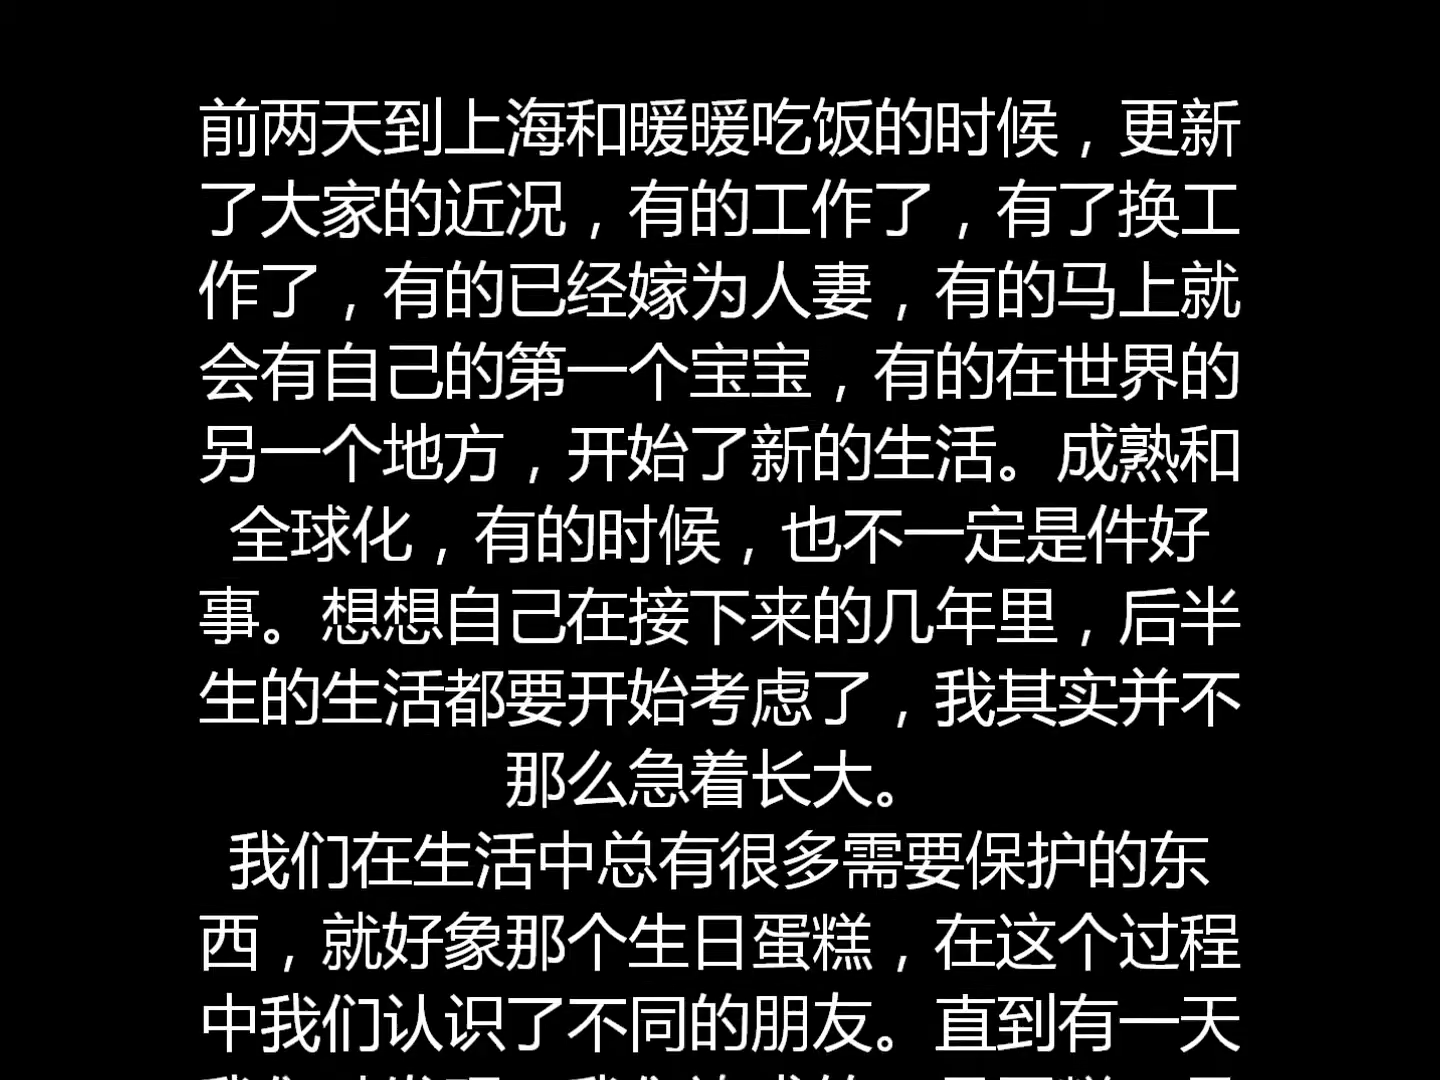 前两天到上海和暖暖吃饭的时候，更新
了大家的近况，有的工作了，有了换工
作了，有的已经嫁为人妻，有的马上就
会有自己的第一个宝宝，有的在世界的
另一个地方，开始了新的生活。成熟和
全球化，有的时候，也不一定是件好
事。想想自己在接下来的几年里，后半
生的生活都要开始考虑了，我其实并不
那么急着长大。
我们在生活中总有很多需要保护的东
西，就好象那个生日蛋糕，在这个过程
中我们认识了不同的朋友。直到有一天